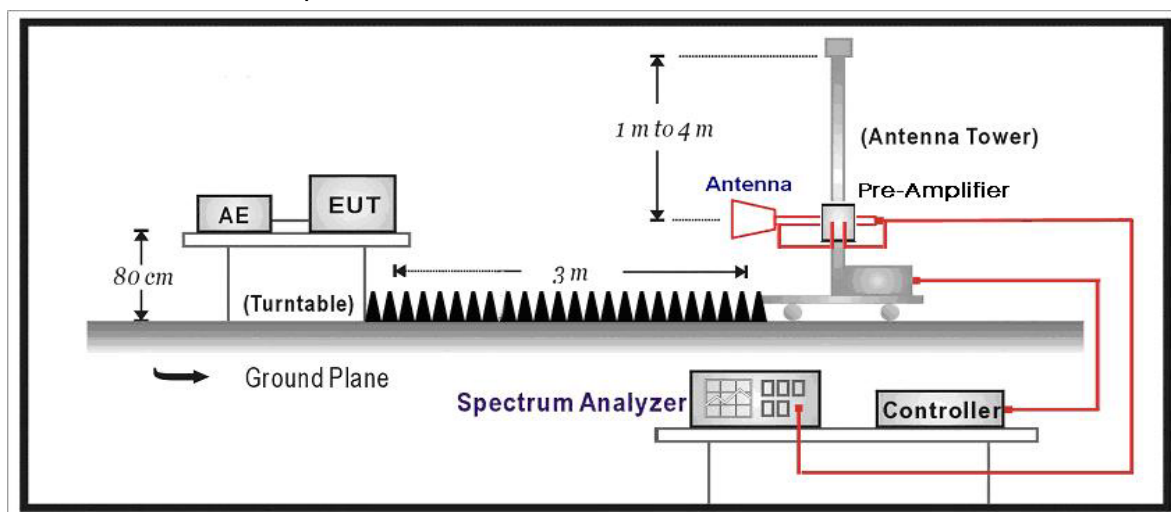 1 m to 4 m
(Antenna Tower)
Antenna
Pre-Amplifier
AE
EUT
80 cm
3 m
(Turntable)
Ground Plane
Spectrum Analyzer
Controller